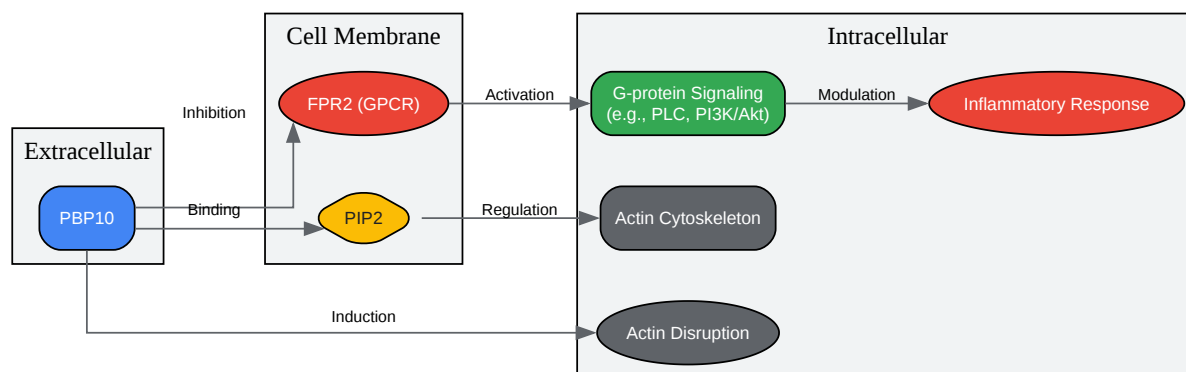 Cell Membrane
Intracellular
Extracellular
Inhibition
FPR2 (GPCR)
Activation
G-protein Signaling
(e.g., PLC, PI3K/Akt)
Modulation
Inflammatory Response
PBP10
Binding
PIP2
Regulation
Actin Cytoskeleton
Induction
Actin Disruption